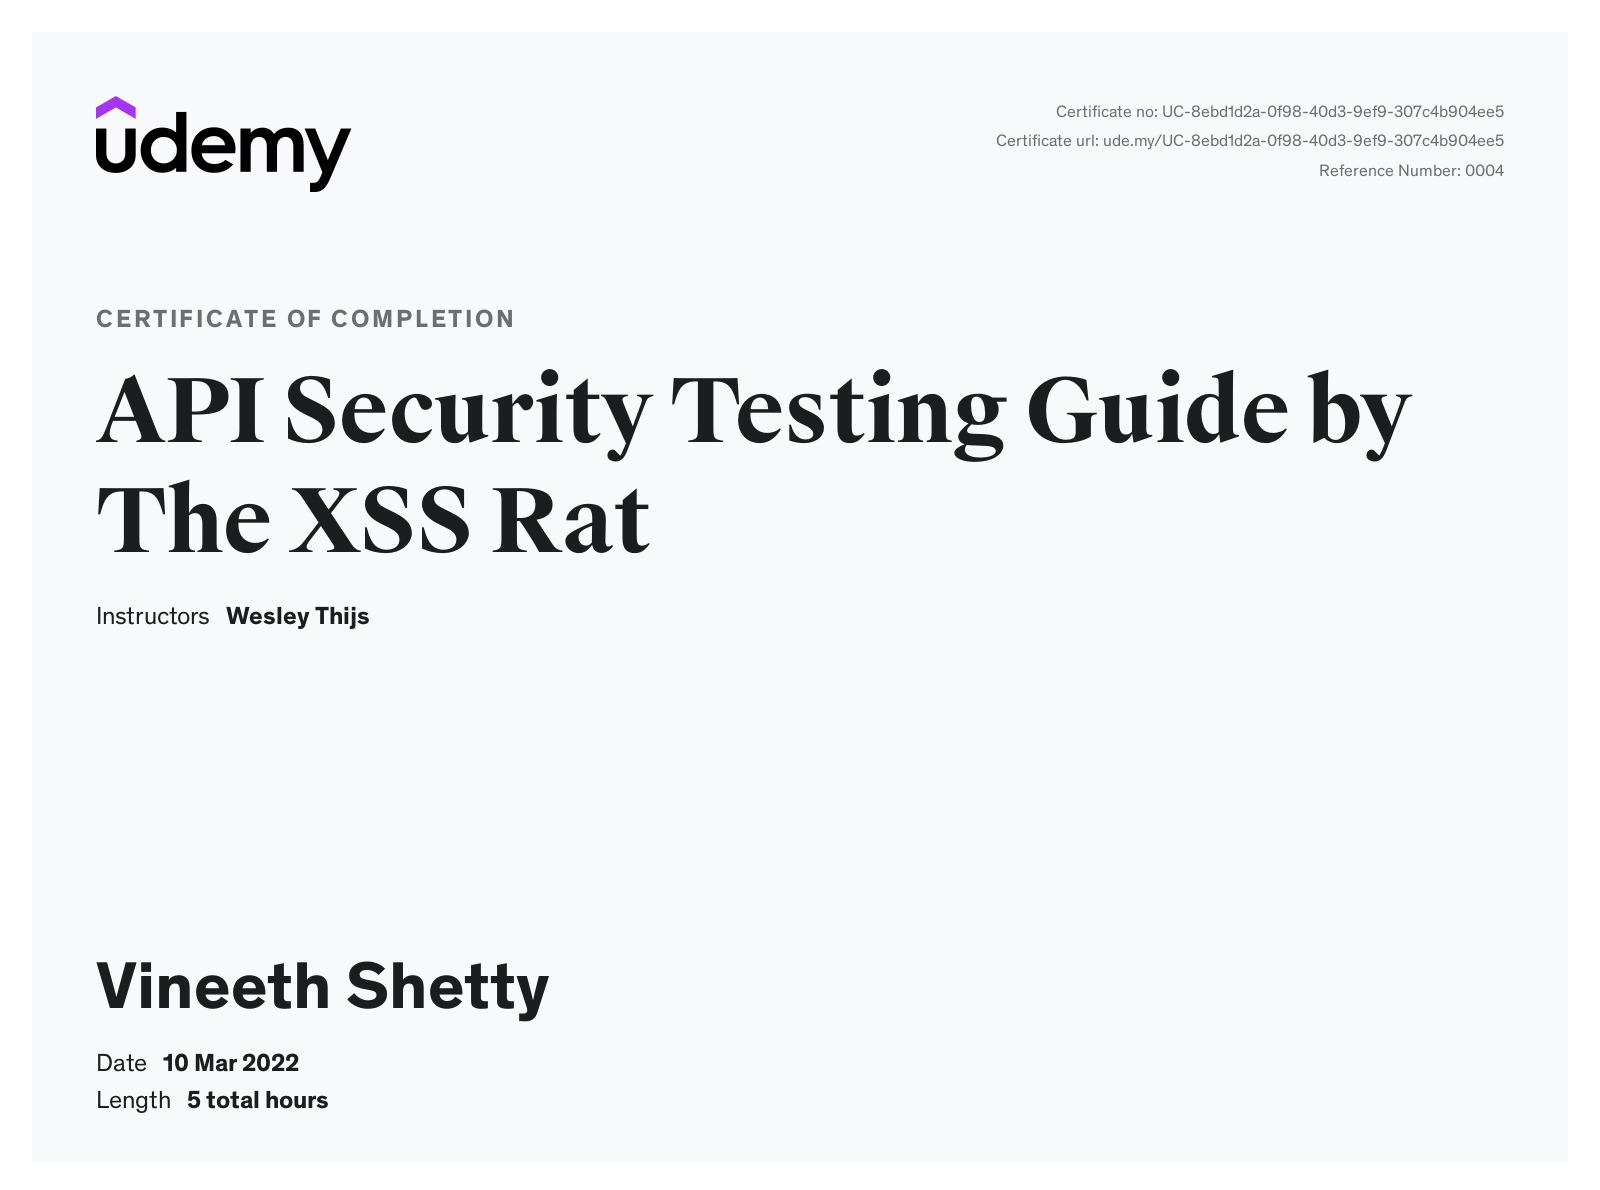 udemy
Certificate no: UC-8ebd1d2a-0f98-40d3-9ef9-307c4b904ee5
Certificate url: ude.my/UC-8ebd1d2a-0f98-40d3-9ef9-307c4b904ee5
Reference Number: 0004
CERTIFICATE OF COMPLETION
API Security Testing Guide by
The XSS Rat
Instructors Wesley Thijs
Vineeth Shetty
Date 10 Mar 2022
Length 5 total hours